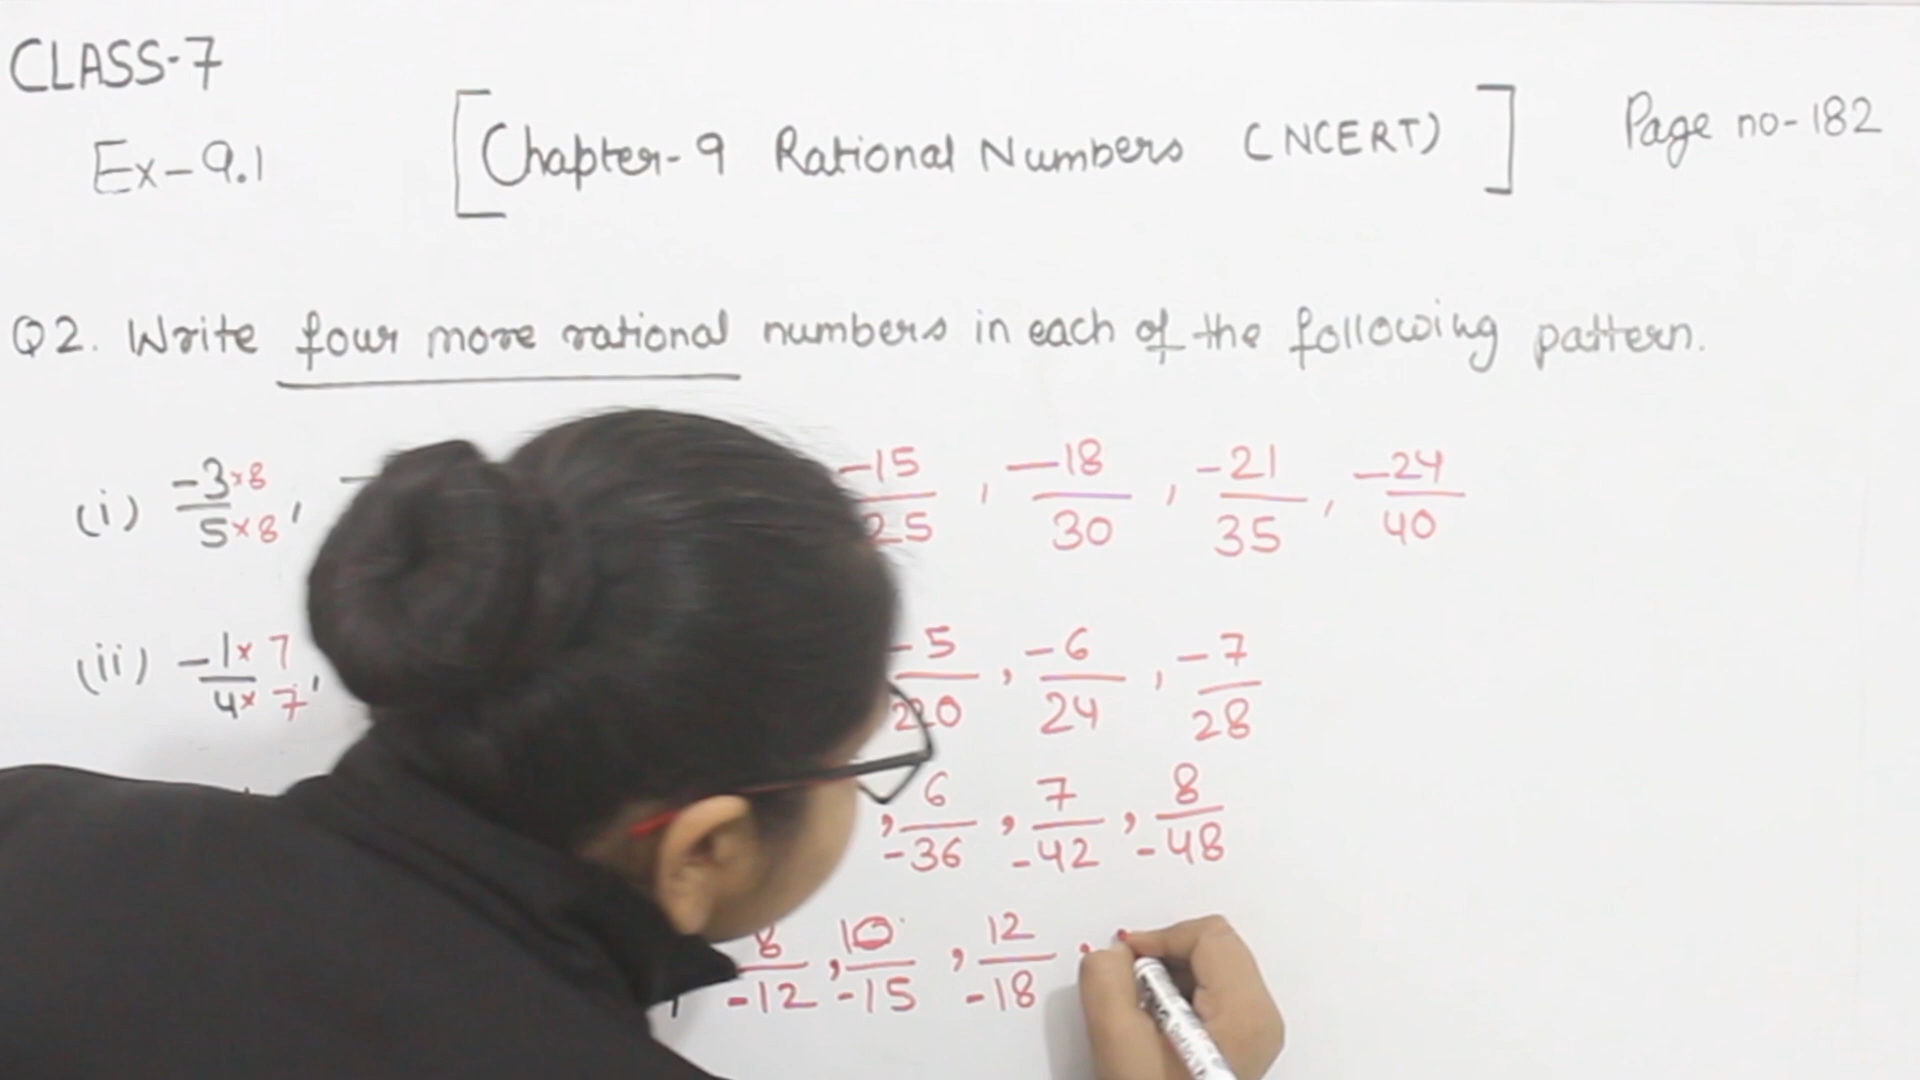 CLASS-7
Ex-9.1 [Chapter-9 Rational Numbers (NCERT)] Page no-182
Q2. Write four more rational numbers in each of the following pattern.
(i) -3×8/5×8, -15/25, -18/30, -21/35, -24/40
(ii) -1×7/4×7, -5/20, -6/24, -7/28
, 6/-36, 7/-42, 8/-48
8/-12, 10/-15, 12/-18